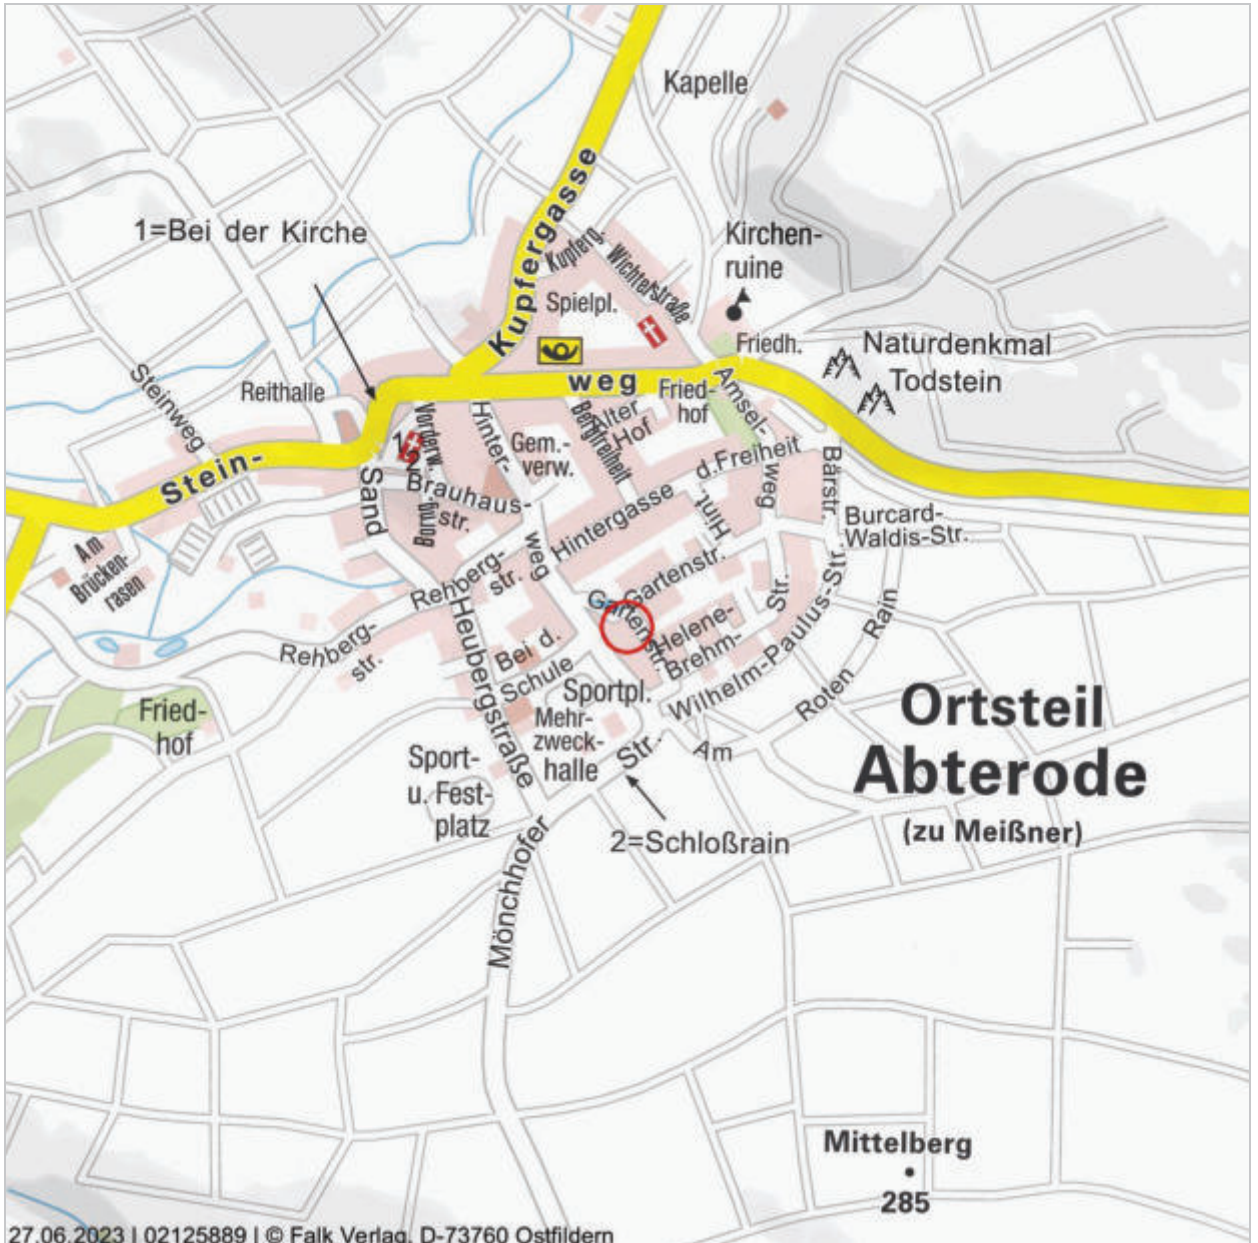 Kapelle
Kupfergasse
1=Bei der Kirche
Kirchen-
ruine
Kupferg.
Wichterstraße
Spielpl.
Friedh.
Naturdenkmal
Todstein
Steinweg
Reithalle
weg
Fried-
hof
Amsel-
weg
Alter
Hof
Bergfreiheit
Hinter-
weg
Vorderw.
Gem.-
verw.
1
Stein-
Sand
Brauhaus-
str.
Borng.
d.Freiheit
Hint.
Bärstr.
Hintergasse
Burcard-
Waldis-Str.
Am
Brücken-
rasen
Rehberg-
str.
Gartenstr.
Gartenstr.
Helene-
Brehm-
Str.
Wilhelm-Paulus-Str.
Rehberg-
str.
Heubergstraße
Bei d.
Schule
Sportpl.
Am
Roten
Rain
Fried-
hof
Mehr-
zweck-
halle
Sport-
u. Fest-
platz
Mönchhofer
Str.
2=Schloßrain
Ortsteil
Abterode
(zu Meißner)
Mittelberg
285
27.06.2023 | 02125889 | © Falk Verlag, D-73760 Ostfildern